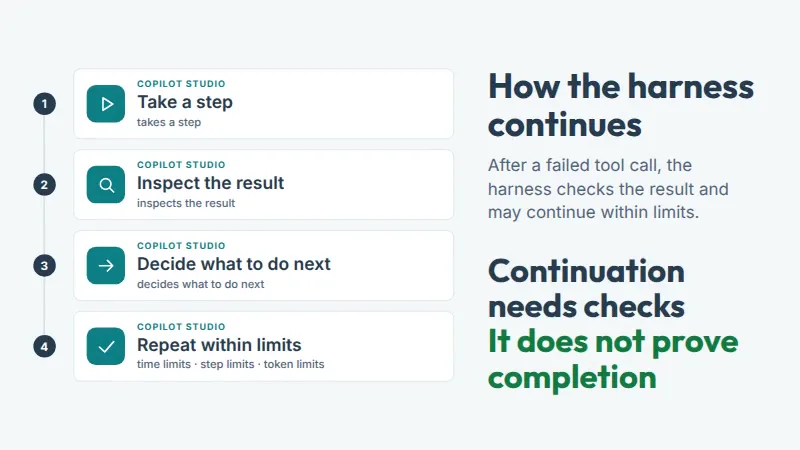 1
COPILOT STUDIO
Take a step
takes a step
2
COPILOT STUDIO
Inspect the result
inspects the result
3
COPILOT STUDIO
Decide what to do next
decides what to do next
4
COPILOT STUDIO
Repeat within limits
time limits · step limits · token limits
How the harness
continues
After a failed tool call, the
harness checks the result and
may continue within limits.
Continuation
needs checks
It does not prove
completion